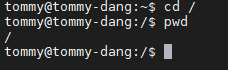 tommy@tommy-dang:~$ cd /
tommy@tommy-dang:/$ pwd
/
tommy@tommy-dang:/$